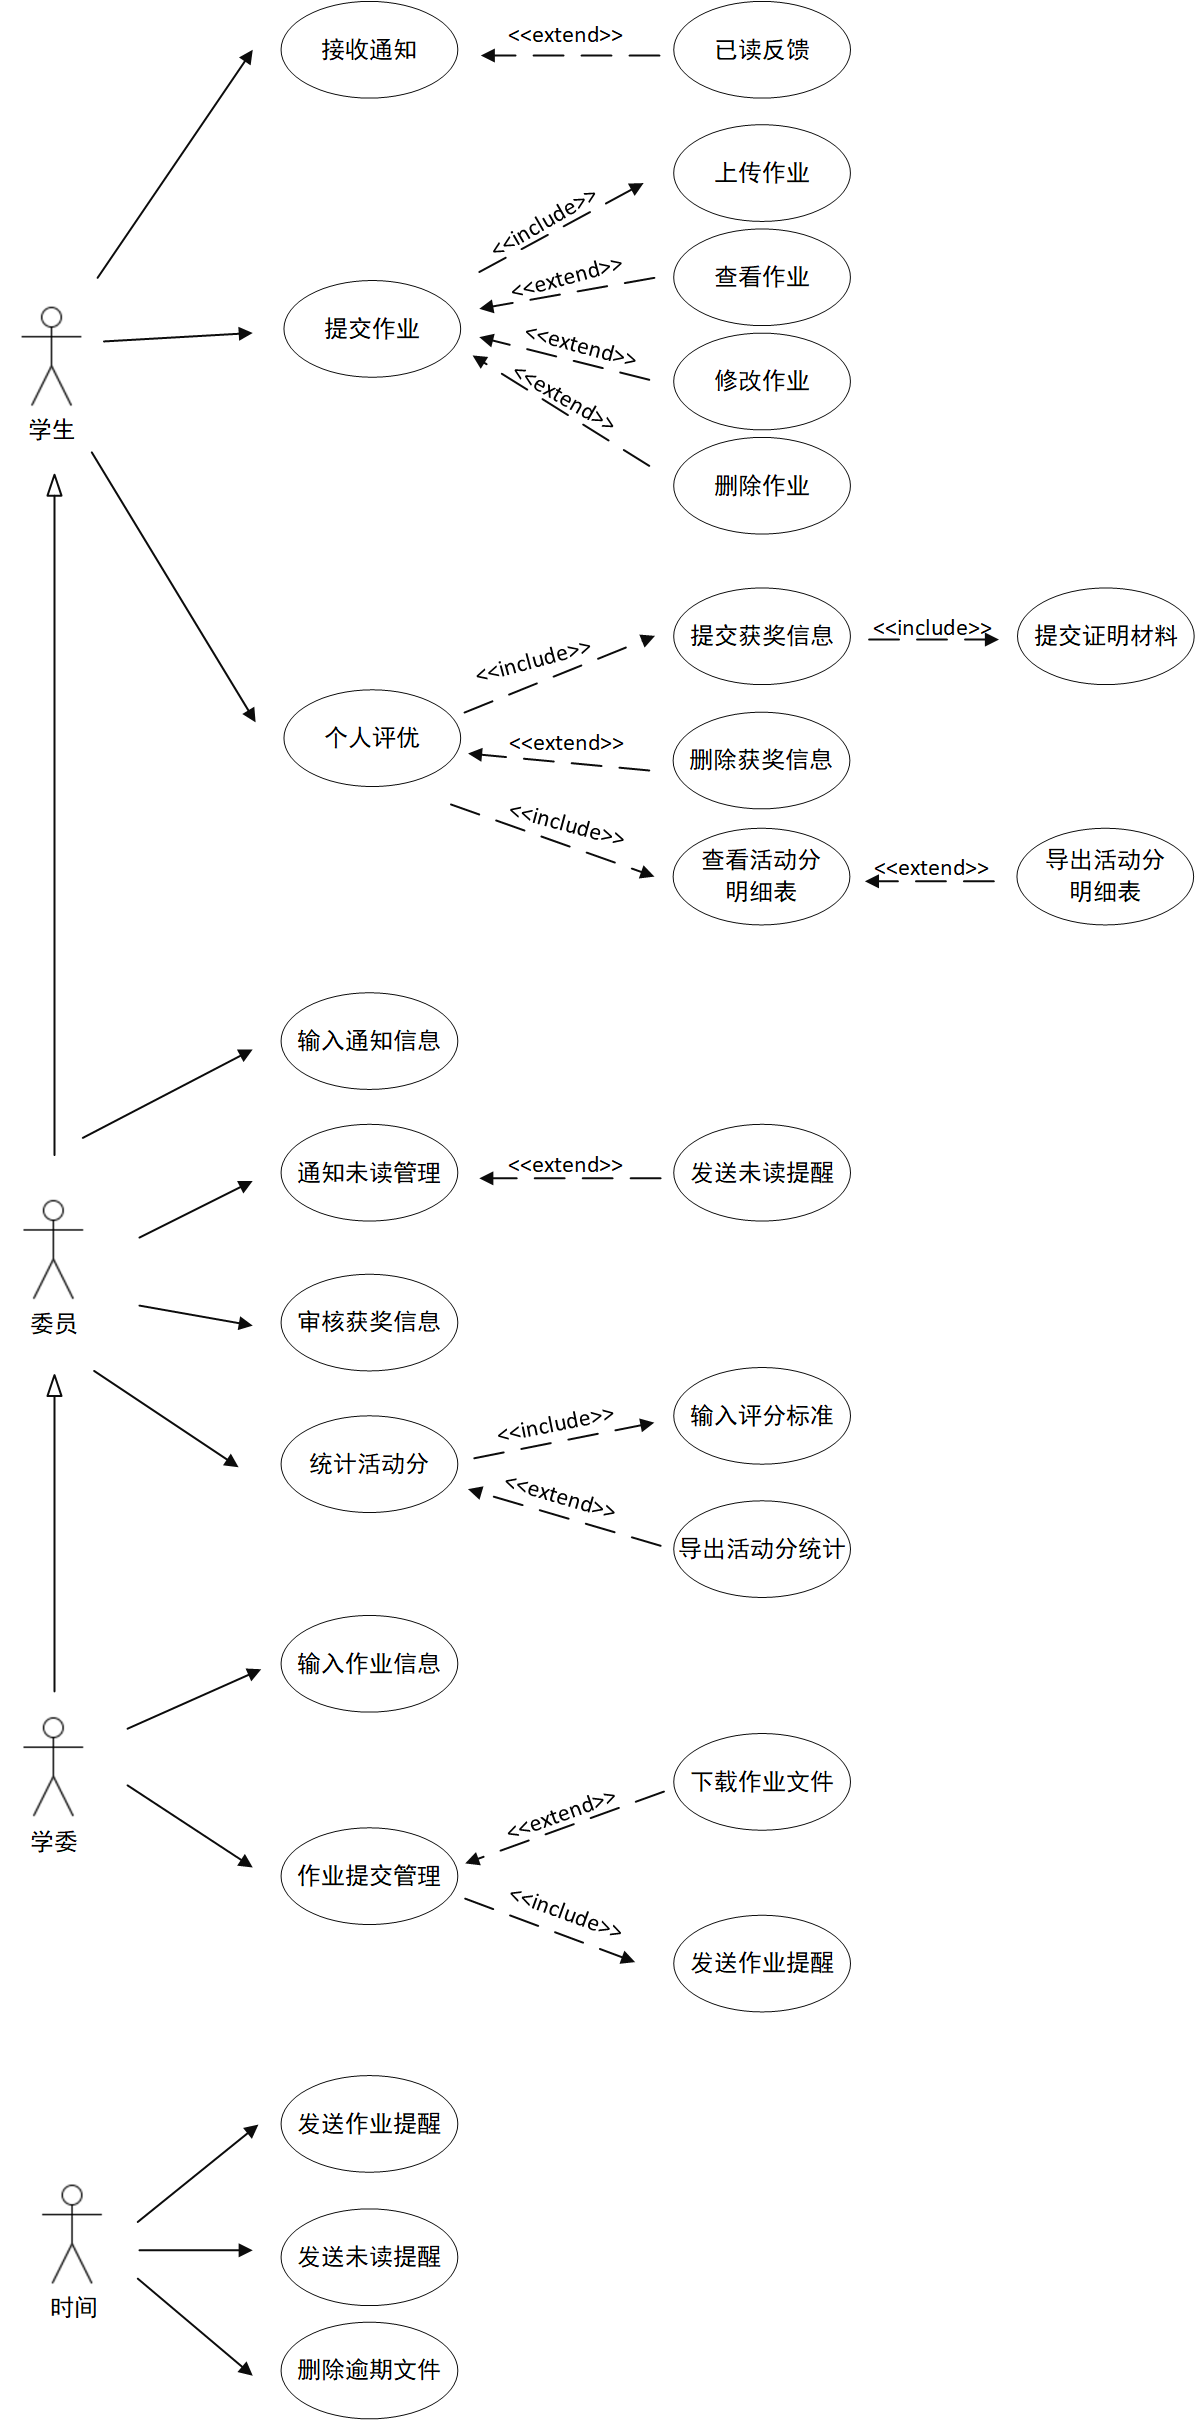 接收通知
<<extend>>
已读反馈
上传作业
<<include>>
查看作业
<<extend>>
提交作业
<<extend>>
修改作业
<<extend>>
学生
删除作业
提交获奖信息
<<include>>
提交证明材料
<<include>>
个人评优
<<extend>>
删除获奖信息
<<include>>
查看活动分
明细表
<<extend>>
导出活动分
明细表
输入通知信息
通知未读管理
<<extend>>
发送未读提醒
委员
审核获奖信息
输入评分标准
<<include>>
统计活动分
<<extend>>
导出活动分统计
输入作业信息
下载作业文件
<<extend>>
学委
作业提交管理
<<include>>
发送作业提醒
发送作业提醒
发送未读提醒
时间
删除逾期文件